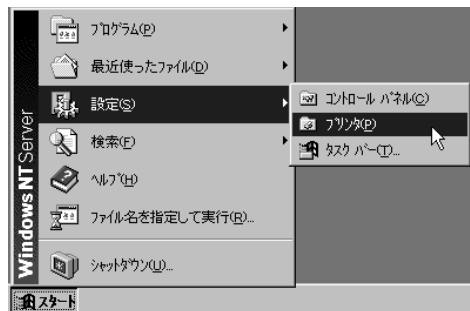 Windows NT Server
ﾌﾟﾛｸﾞﾗﾑ(P)
最近使ったﾌｧｲﾙ(D)
設定(S)
検索(F)
ﾍﾙﾌﾟ(H)
ﾌｧｲﾙ名を指定して実行(R)...
ｼｬｯﾄﾀﾞｳﾝ(U)...
ｺﾝﾄﾛｰﾙ ﾊﾟﾈﾙ(C)
ﾌﾟﾘﾝﾀ(P)
ﾀｽｸ ﾊﾞｰ(T)...
ｽﾀｰﾄ